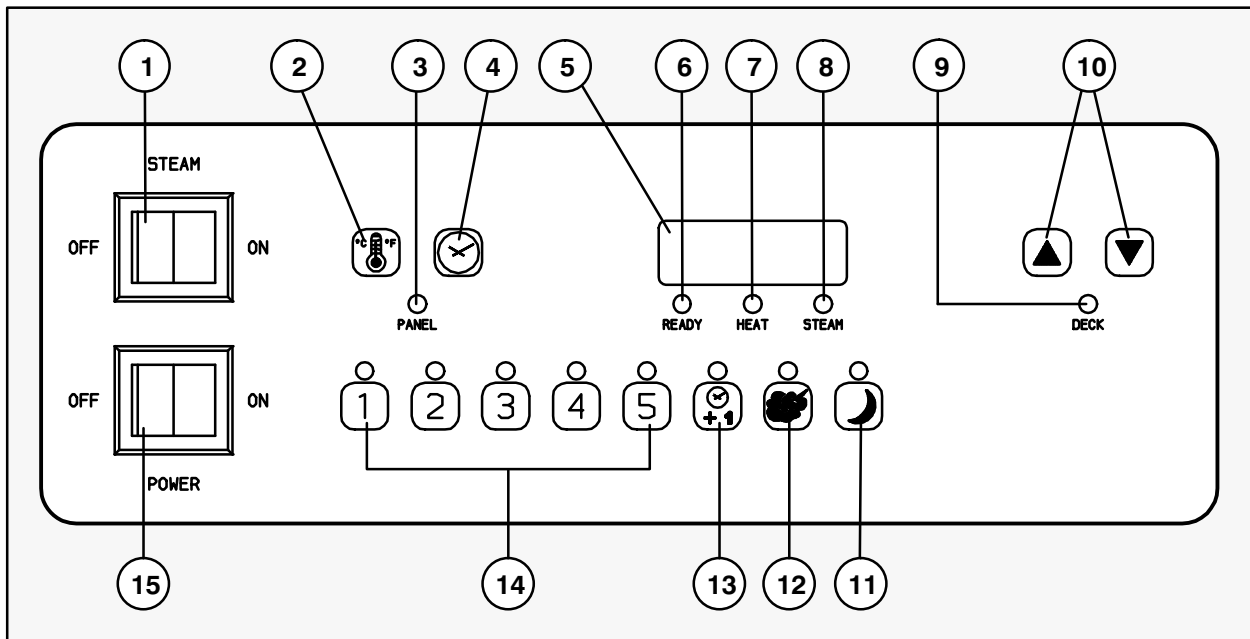 1 2 3 4 5 6 7 8 9 10
STEAM
OFF ON
°C °F
PANEL READY HEAT STEAM DECK
OFF ON
1 2 3 4 5 +1
POWER
15 14 13 12 11